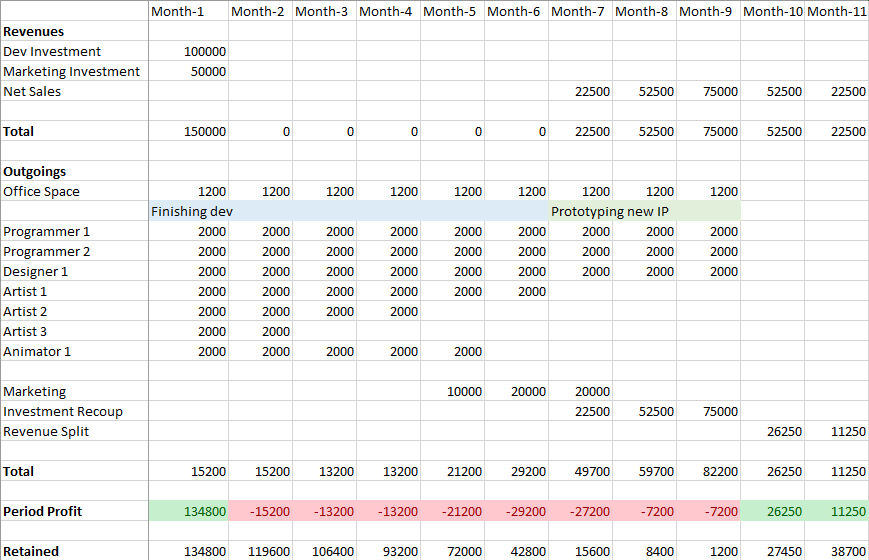 Month-1 Month-2 Month-3 Month-4 Month-5 Month-6 Month-7 Month-8 Month-9 Month-10 Month-11
Revenues
Dev Investment 100000
Marketing Investment 50000
Net Sales 22500 52500 75000 52500 22500
Total 150000 0 0 0 0 0 22500 52500 75000 52500 22500
Outgoings
Office Space 1200 1200 1200 1200 1200 1200 1200 1200 1200
Finishing dev Prototyping new IP
Programmer 1 2000 2000 2000 2000 2000 2000 2000 2000 2000
Programmer 2 2000 2000 2000 2000 2000 2000 2000 2000 2000
Designer 1 2000 2000 2000 2000 2000 2000 2000 2000 2000
Artist 1 2000 2000 2000 2000 2000 2000
Artist 2 2000 2000 2000 2000
Artist 3 2000 2000
Animator 1 2000 2000 2000 2000 2000
Marketing 10000 20000 20000
Investment Recoup 22500 52500 75000
Revenue Split 26250 11250
Total 15200 15200 13200 13200 21200 29200 49700 59700 82200 26250 11250
Period Profit 134800 -15200 -13200 -13200 -21200 -29200 -27200 -7200 -7200 26250 11250
Retained 134800 119600 106400 93200 72000 42800 15600 8400 1200 27450 38700